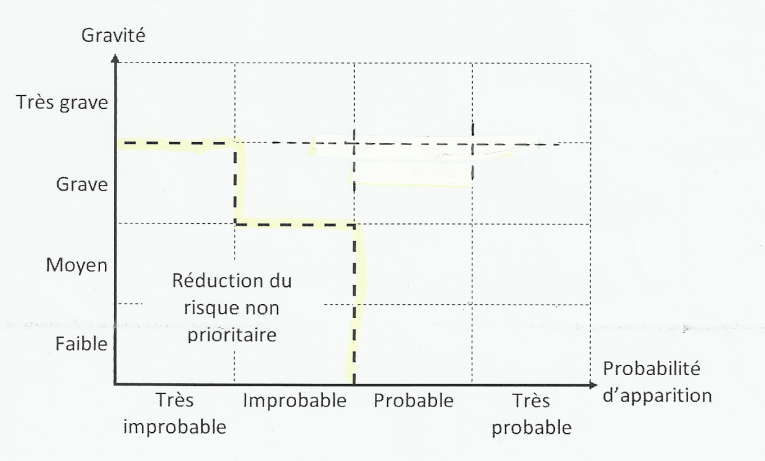 Gravité
Très grave
Grave
Moyen
Faible
Réduction du
risque non
prioritaire
Très
improbable
Improbable
Probable
Très
probable
Probabilité
d'apparition